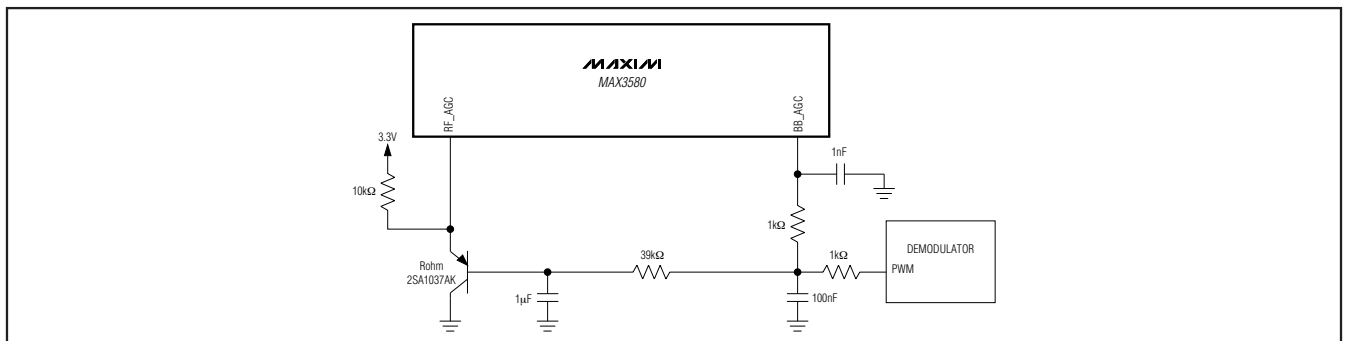 MAXIM
MAX3580
RF_AGC
BB_AGC
3.3V
10kΩ
1nF
1kΩ
39kΩ
1kΩ
DEMODULATOR
PWM
Rohm
2SA1037AK
1μF
100nF